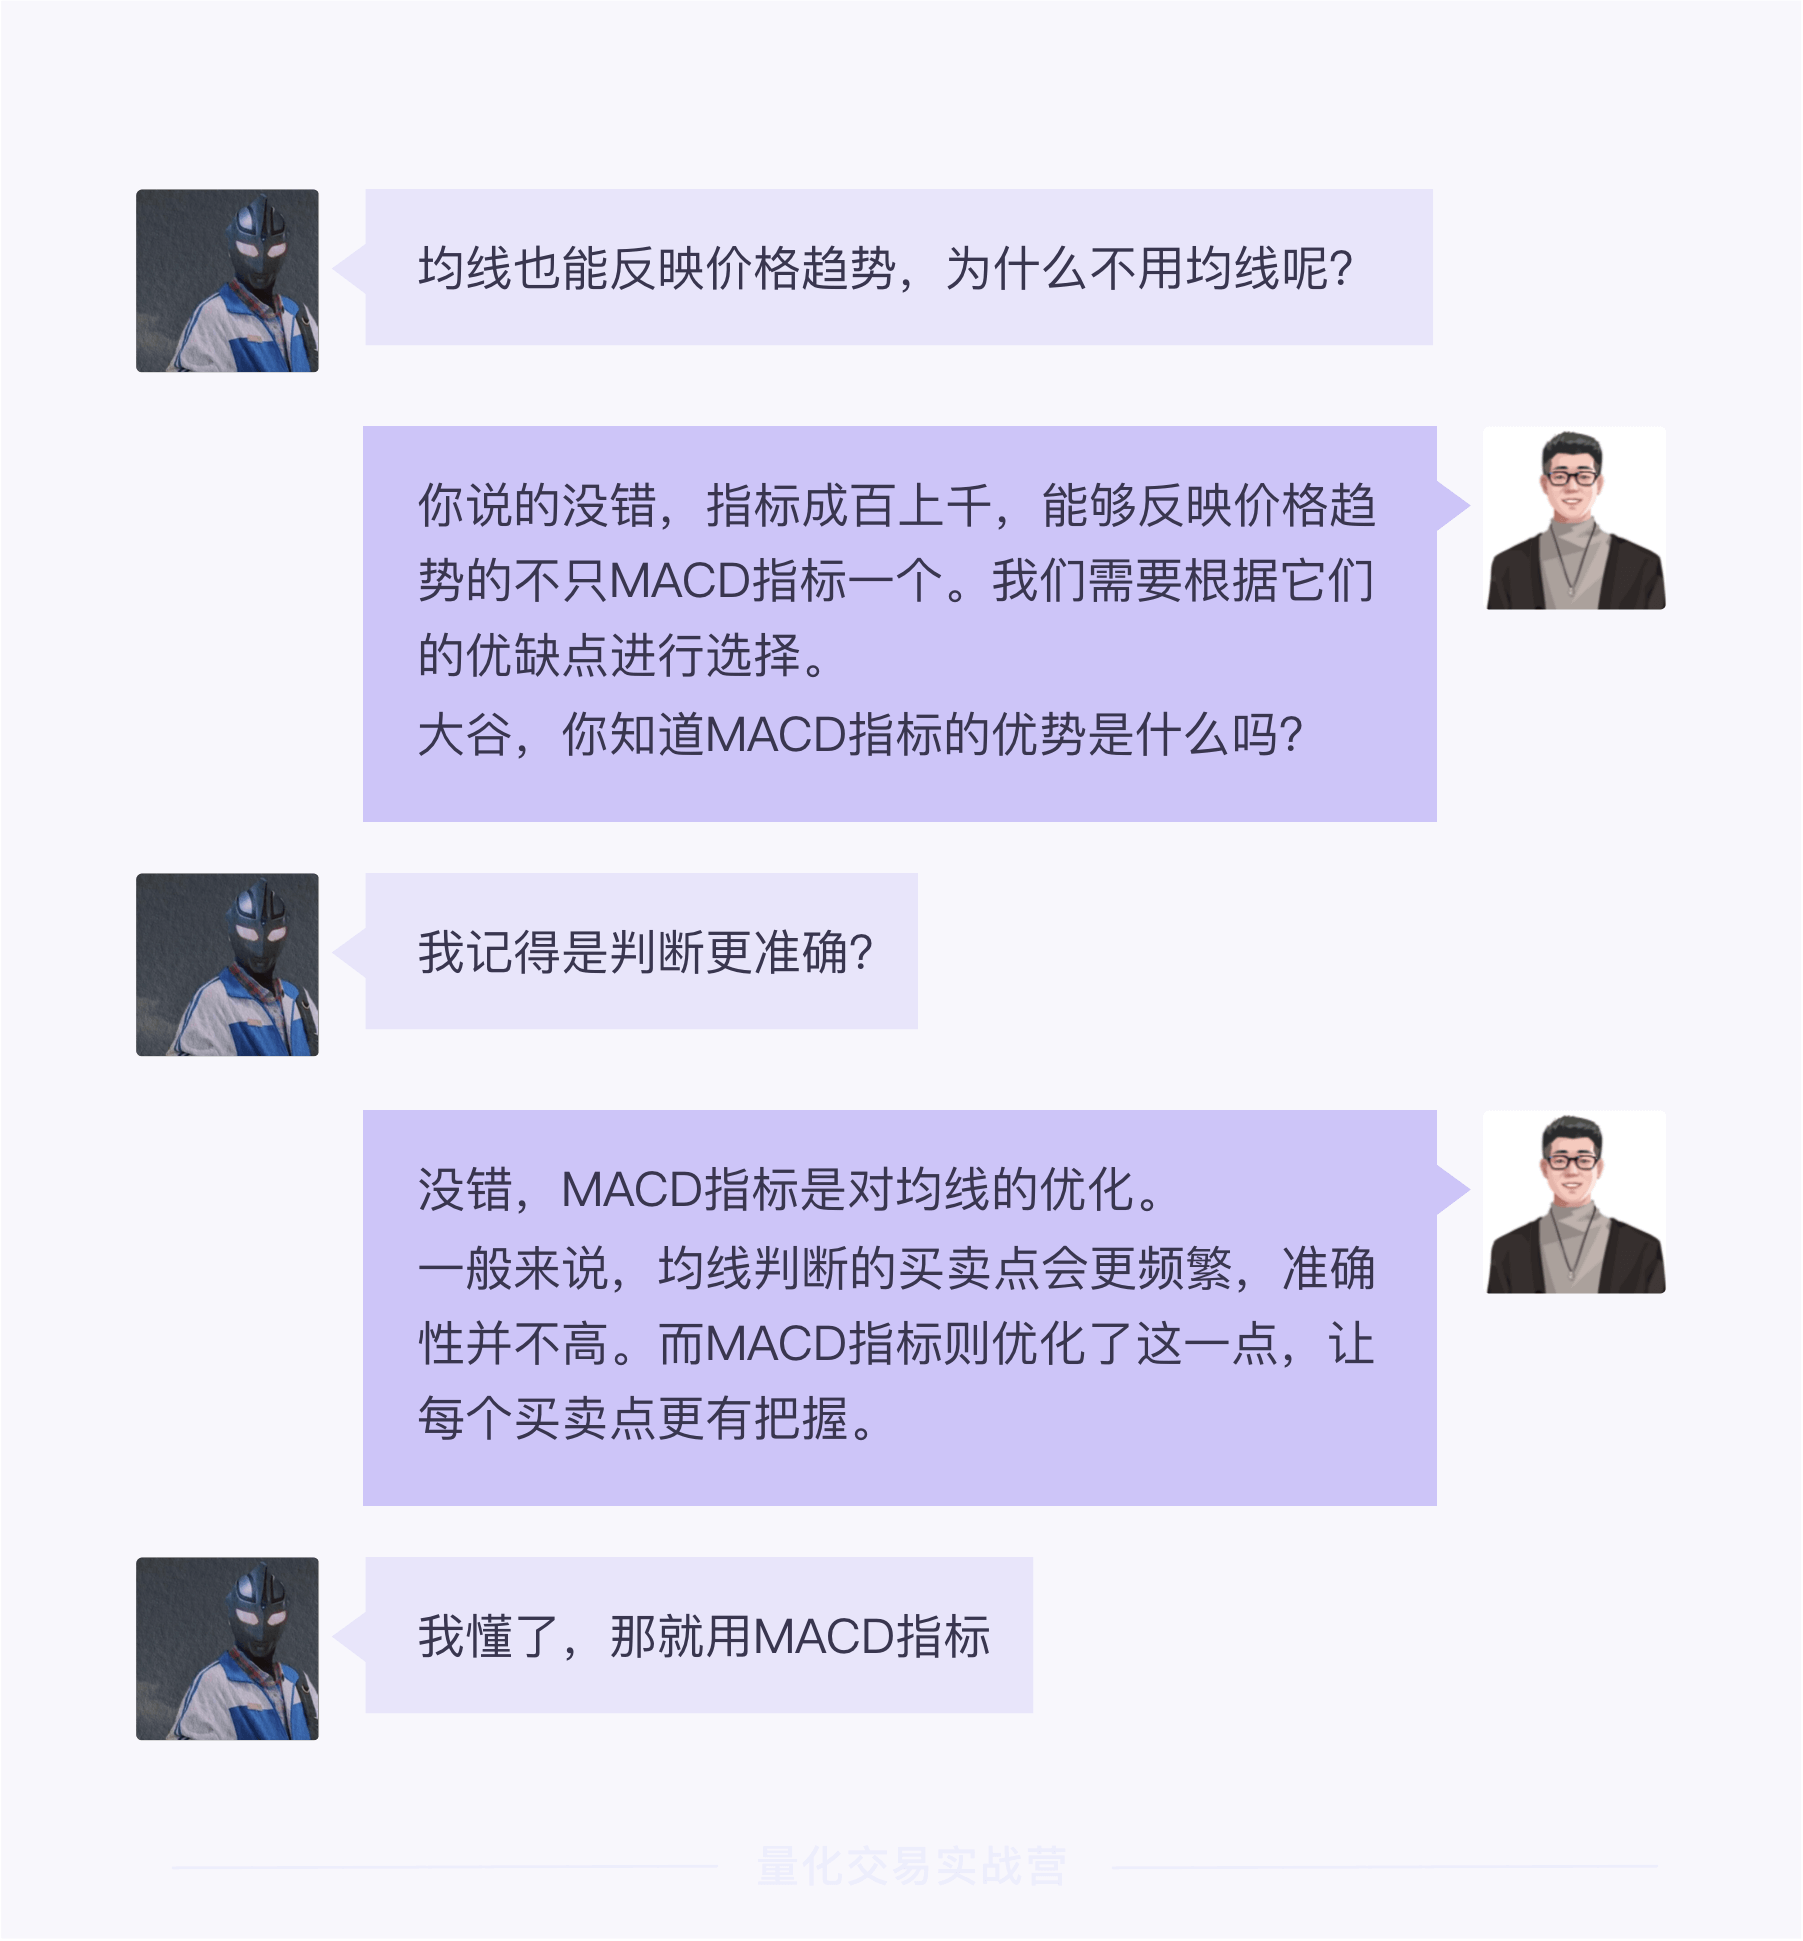 均线也能反映价格趋势，为什么不用均线呢？
你说的没错，指标成百上千，能够反映价格趋
势的不只MACD指标一个。我们需要根据它们
的优缺点进行选择。
大谷，你知道MACD指标的优势是什么吗？
我记得是判断更准确？
没错，MACD指标是对均线的优化。
一般来说，均线判断的买卖点会更频繁，准确
性并不高。而MACD指标则优化了这一点，让
每个买卖点更有把握。
我懂了，那就用MACD指标
量化交易实战营